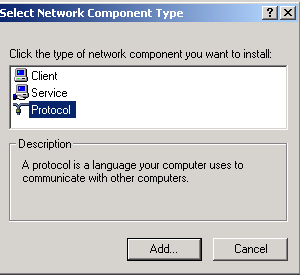 Select Network Component Type
Click the type of network component you want to install:
Client
Service
Protocol
Description
A protocol is a language your computer uses to
communicate with other computers.
Add...
Cancel